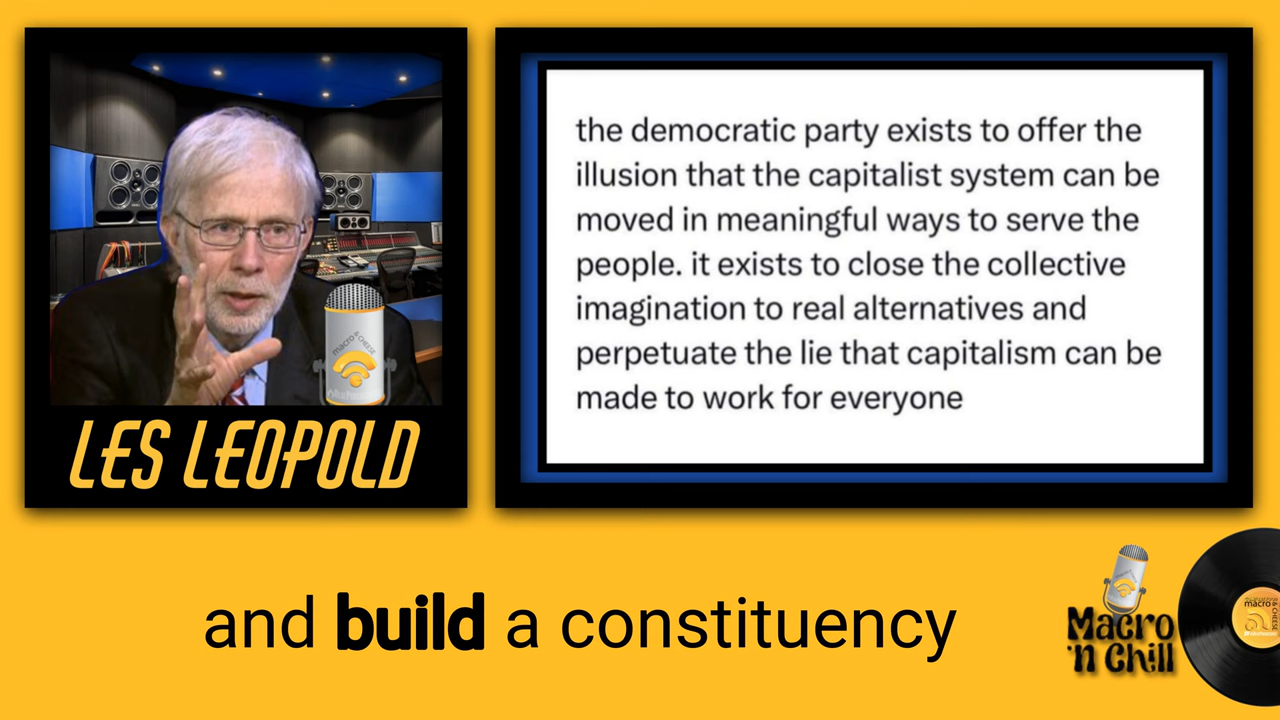 LES LEOPOLD
the democratic party exists to offer the
illusion that the capitalist system can be
moved in meaningful ways to serve the
people. it exists to close the collective
imagination to real alternatives and
perpetuate the lie that capitalism can be
made to work for everyone
and build a constituency
Macro
'n Chill
macro